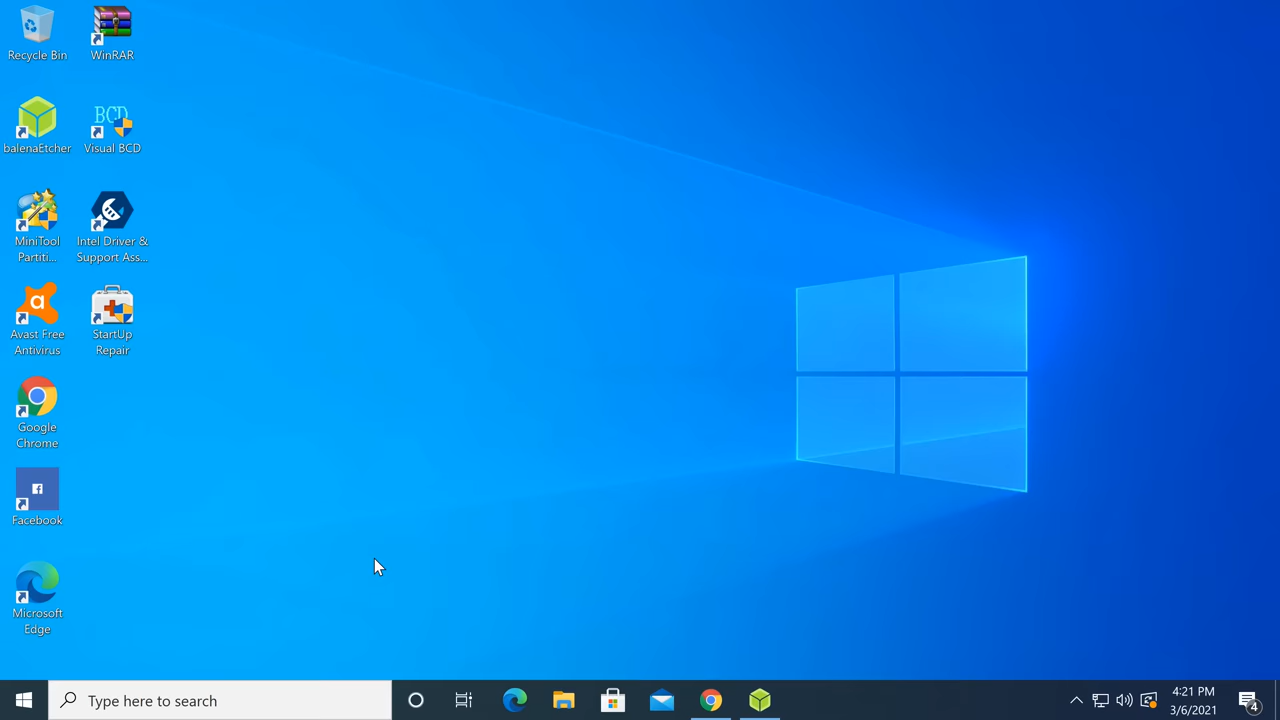 Recycle Bin
WinRAR
balenaEtcher
BCD
Visual BCD
MiniTool
Partiti...
Intel Driver &
Support Ass...
a
Avast Free
Antivirus
StartUp
Repair
Google
Chrome
f
Facebook
Microsoft
Edge
Type here to search
4:21 PM
3/6/2021
4